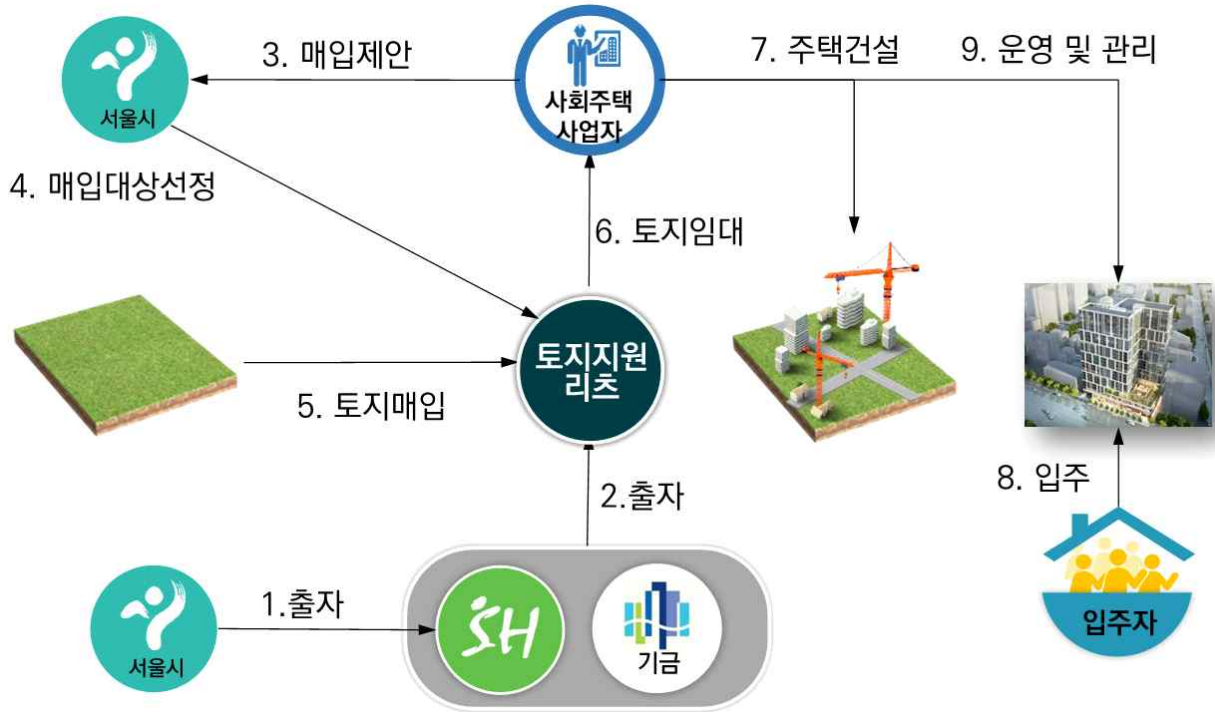 서울시
3. 매입제안
사회주택
사업자
7. 주택건설
9. 운영 및 관리
4. 매입대상선정
6. 토지임대
토지지원
리츠
5. 토지매입
2.출자
8. 입주
서울시
1.출자
SH
기금
입주자